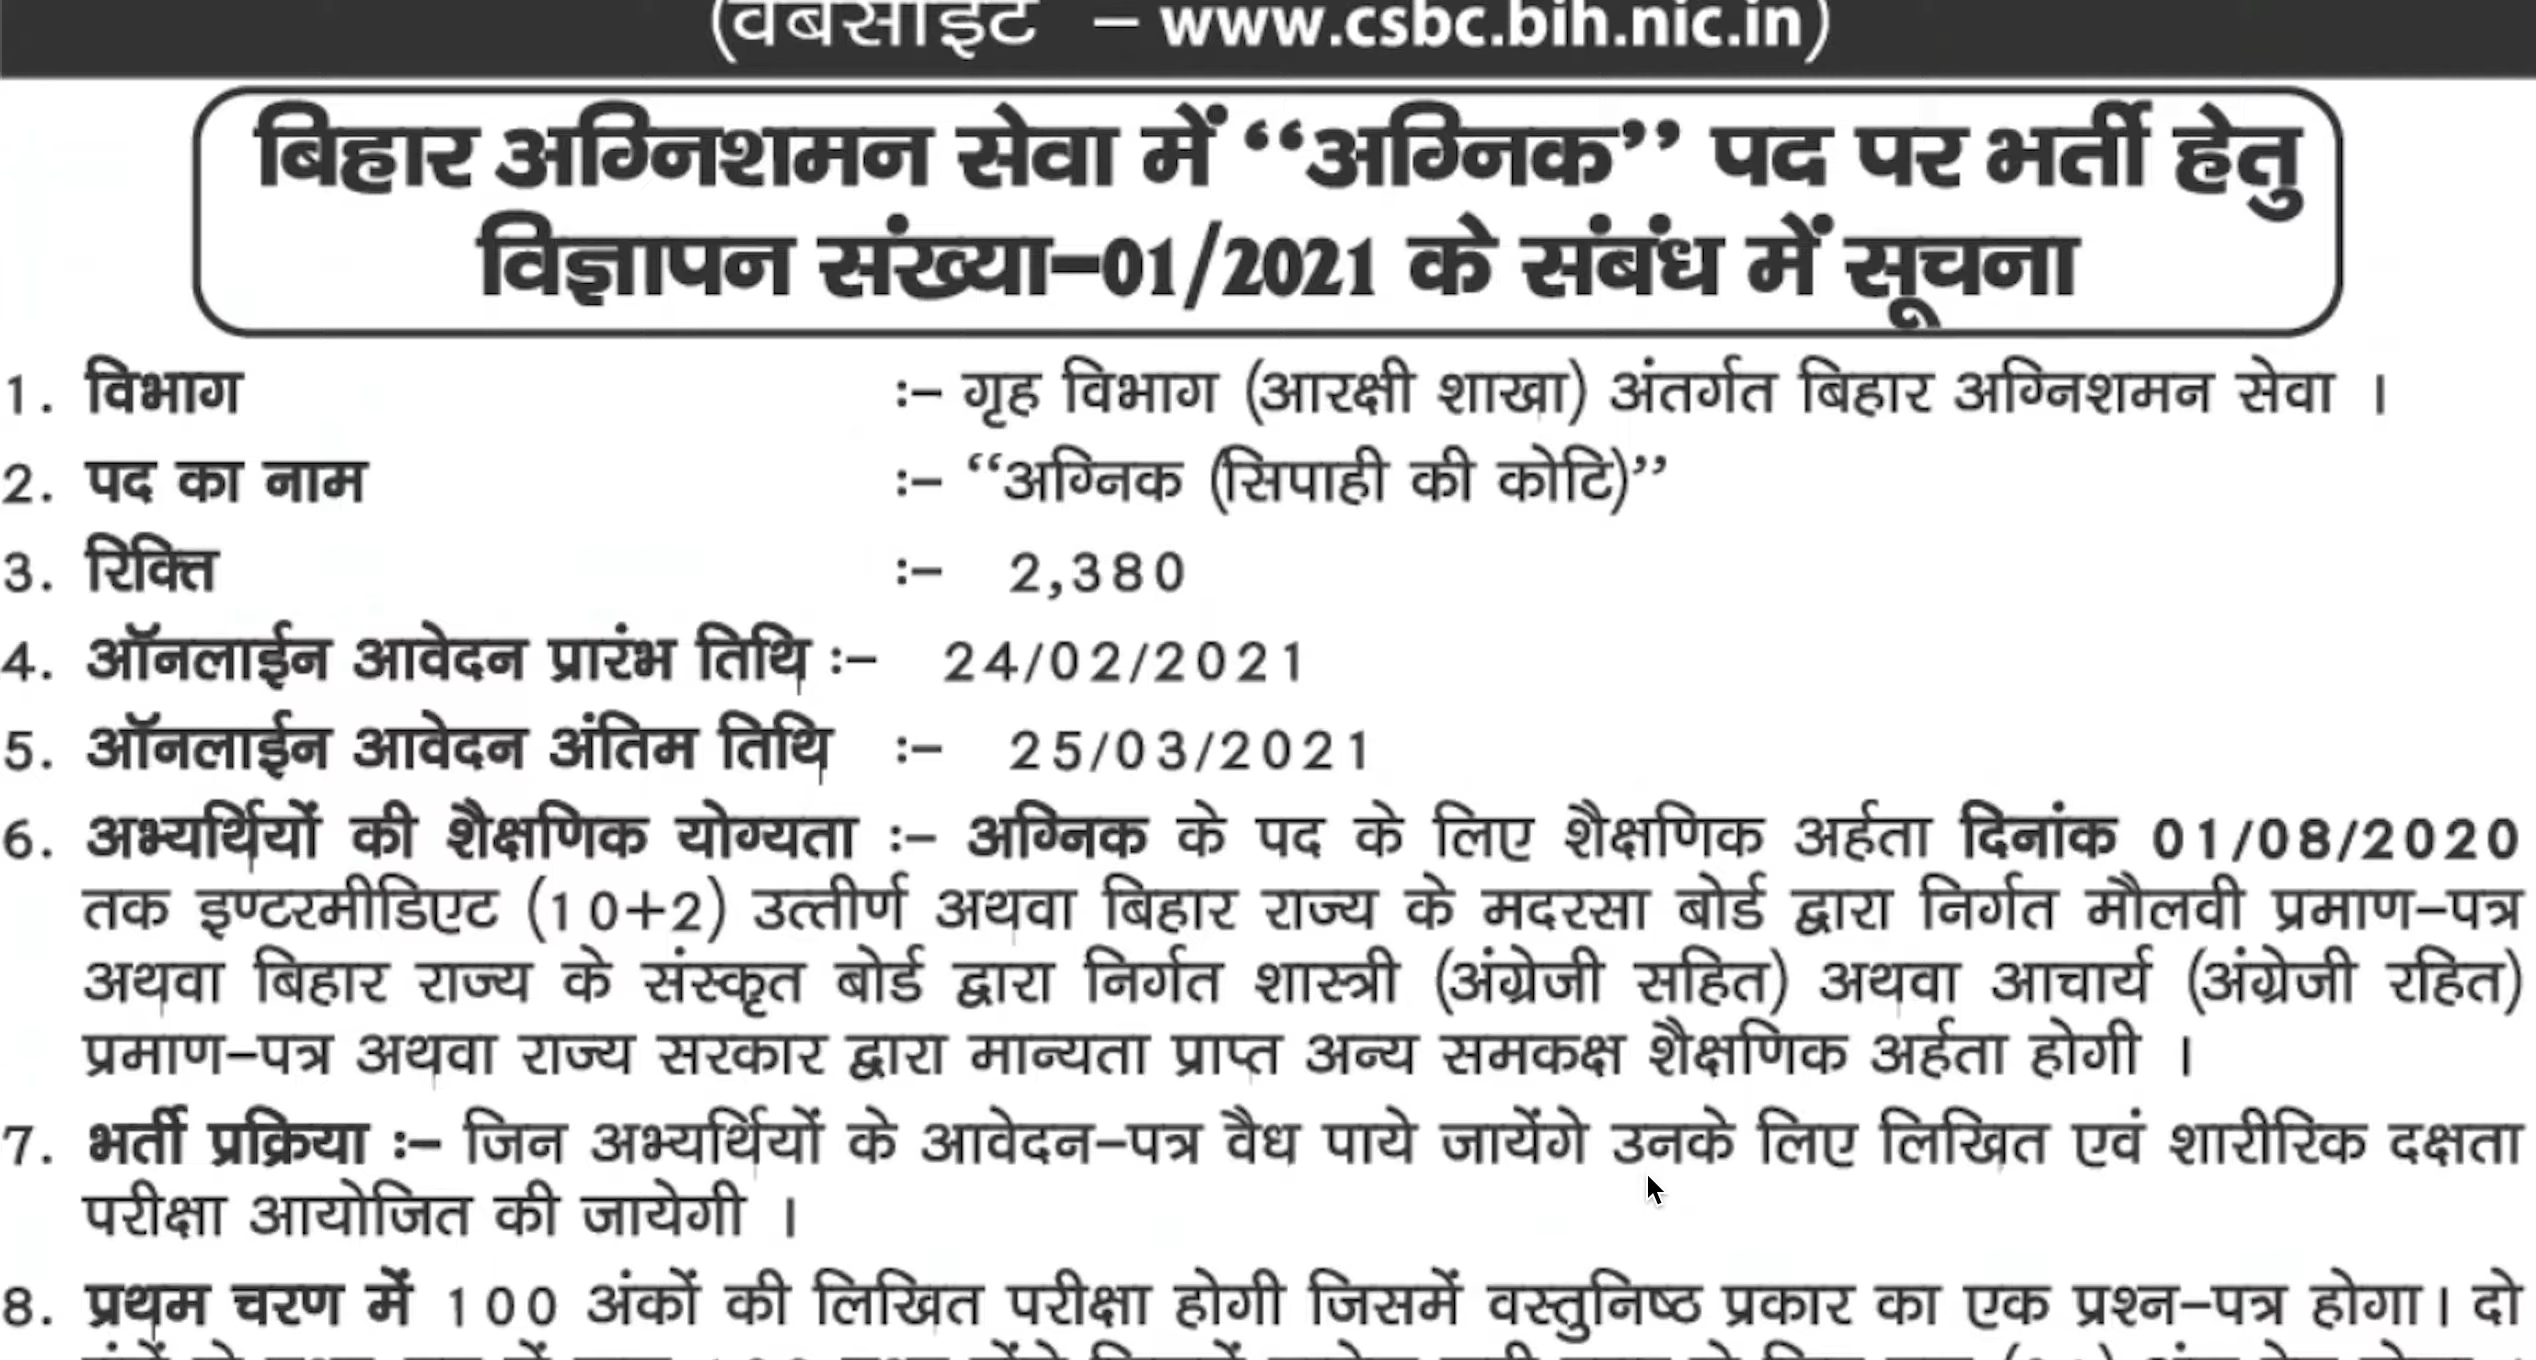 (वेबसाइट – www.csbc.bih.nic.in)
बिहार अग्निशमन सेवा में ‘‘अग्निक’’ पद पर भर्ती हेतु
विज्ञापन संख्या–01/2021 के संबंध में सूचना
1. विभाग :– गृह विभाग (आरक्षी शाखा) अंतर्गत बिहार अग्निशमन सेवा ।
2. पद का नाम :– ‘‘अग्निक (सिपाही की कोटि)’’
3. रिक्ति :– 2,380
4. ऑनलाईन आवेदन प्रारंभ तिथि :– 24/02/2021
5. ऑनलाईन आवेदन अंतिम तिथि :– 25/03/2021
6. अभ्यर्थियों की शैक्षणिक योग्यता :– अग्निक के पद के लिए शैक्षणिक अर्हता दिनांक 01/08/2020
तक इण्टरमीडिएट (10+2) उत्तीर्ण अथवा बिहार राज्य के मदरसा बोर्ड द्वारा निर्गत मौलवी प्रमाण–पत्र
अथवा बिहार राज्य के संस्कृत बोर्ड द्वारा निर्गत शास्त्री (अंग्रेजी सहित) अथवा आचार्य (अंग्रेजी रहित)
प्रमाण–पत्र अथवा राज्य सरकार द्वारा मान्यता प्राप्त अन्य समकक्ष शैक्षणिक अर्हता होगी ।
7. भर्ती प्रक्रिया :– जिन अभ्यर्थियों के आवेदन–पत्र वैध पाये जायेंगे उनके लिए लिखित एवं शारीरिक दक्षता
परीक्षा आयोजित की जायेगी ।
8. प्रथम चरण में 100 अंकों की लिखित परीक्षा होगी जिसमें वस्तुनिष्ठ प्रकार का एक प्रश्न–पत्र होगा। दो